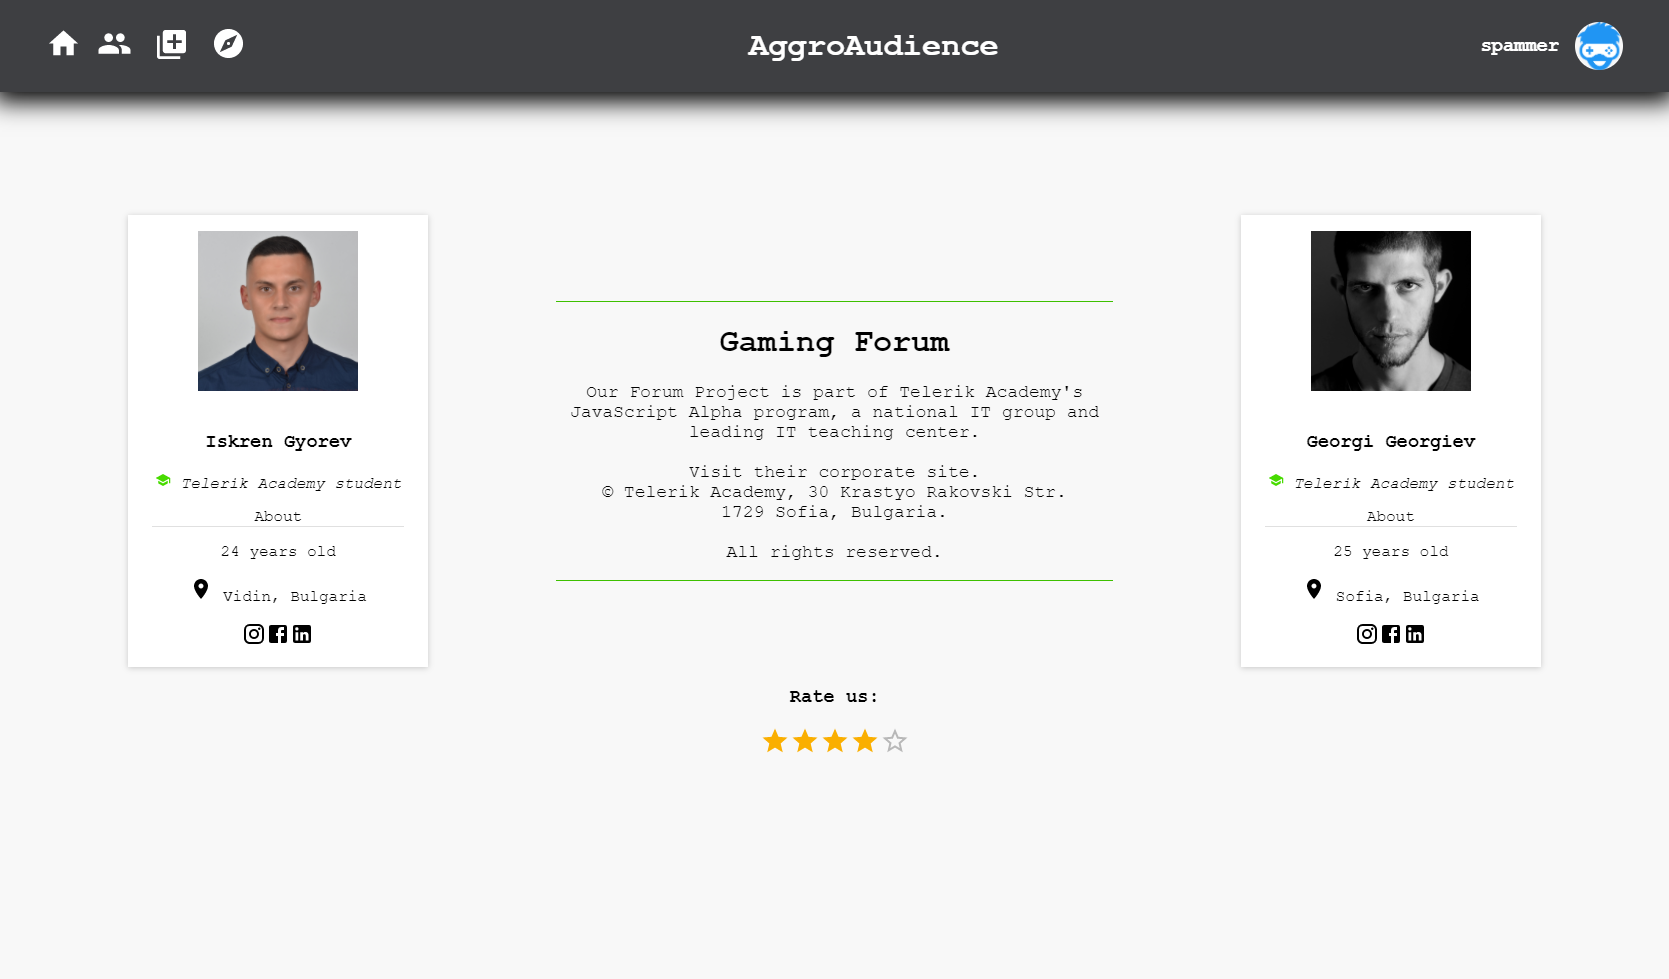 AggroAudience
spammer
Iskren Gyorev
Telerik Academy student
About
24 years old
Vidin, Bulgaria
Gaming Forum
Our Forum Project is part of Telerik Academy's
JavaScript Alpha program, a national IT group and
leading IT teaching center.
Visit their corporate site.
© Telerik Academy, 30 Krastyo Rakovski Str.
1729 Sofia, Bulgaria.
All rights reserved.
Rate us:
Georgi Georgiev
Telerik Academy student
About
25 years old
Sofia, Bulgaria